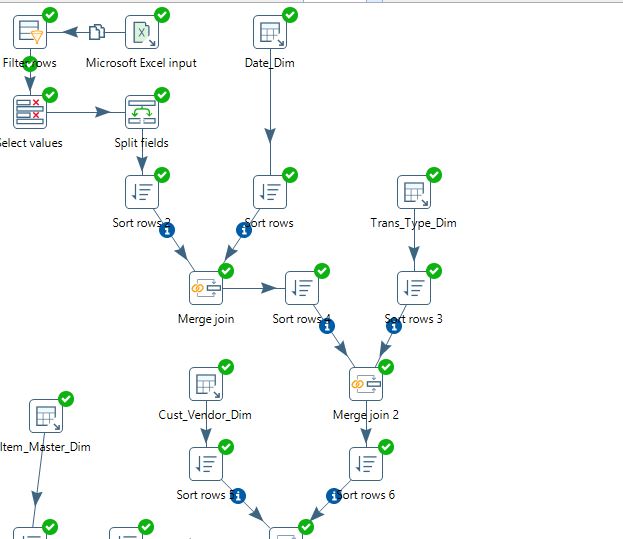 Filter rows
Microsoft Excel input
Date_Dim
Select values
Split fields
Sort rows 2
Sort rows
Trans_Type_Dim
Merge join
Sort rows 4
Sort rows 3
Cust_Vendor_Dim
Merge join 2
Item_Master_Dim
Sort rows 5
Sort rows 6